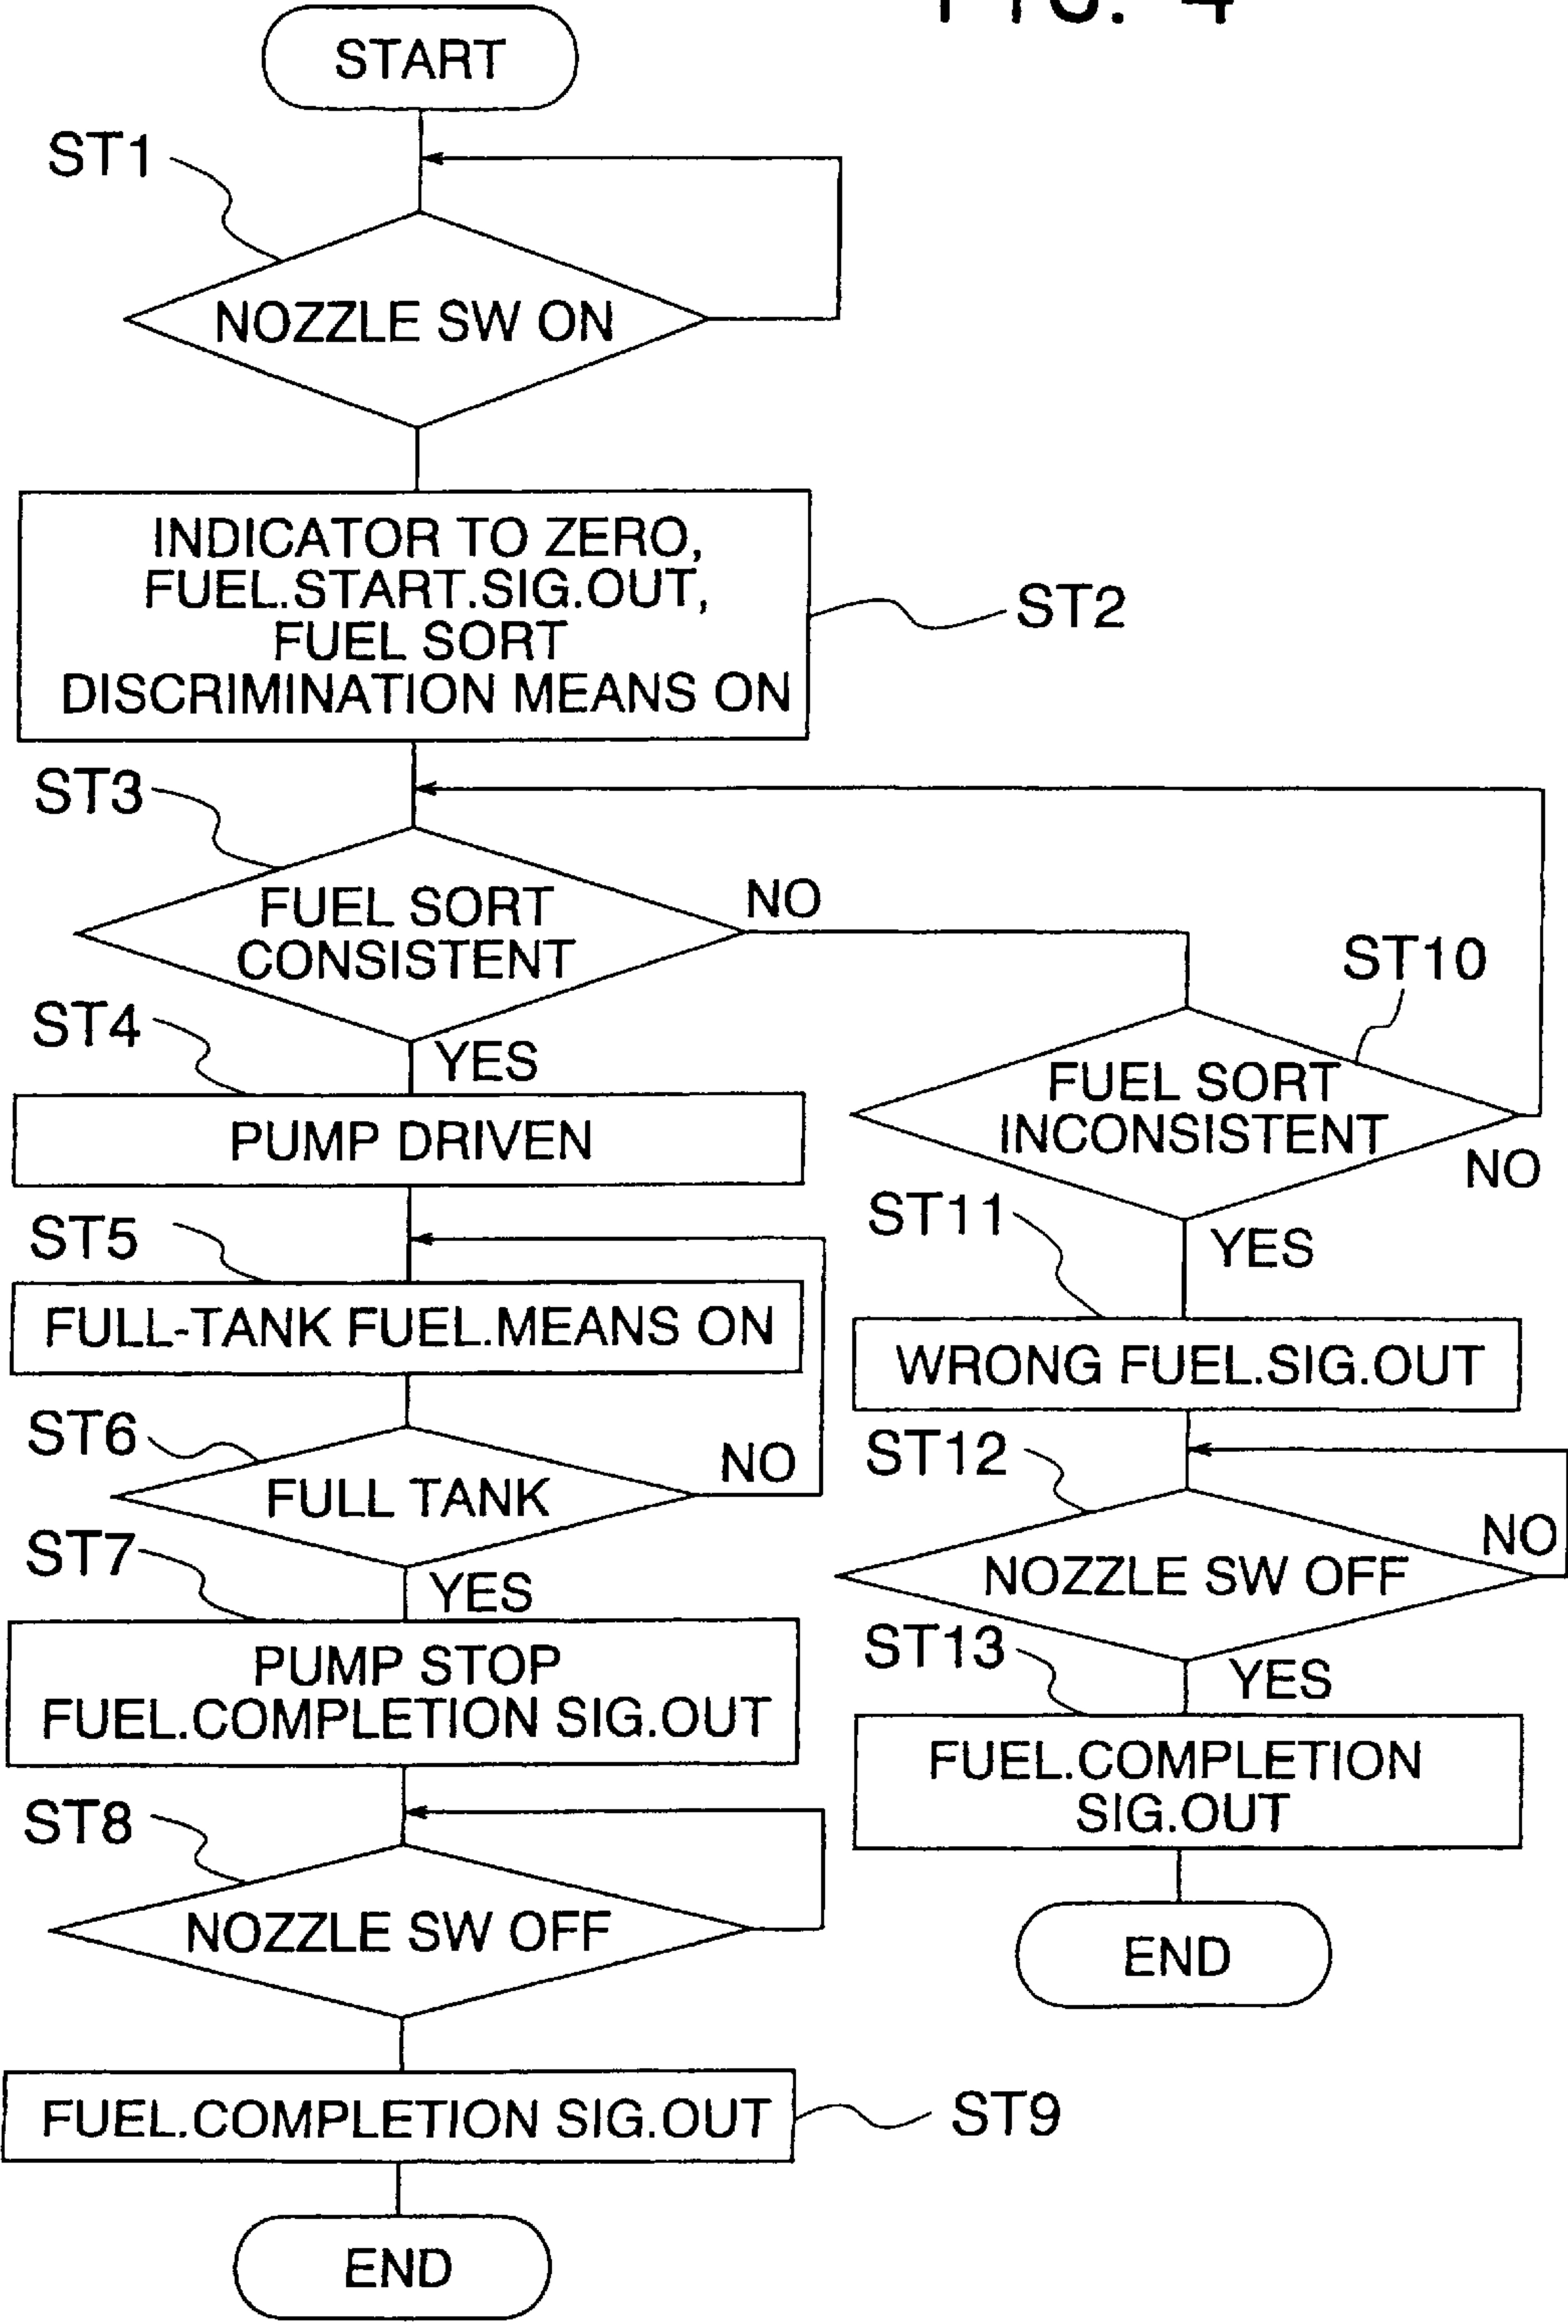 FIG. 4
START
ST1
NOZZLE SW ON
INDICATOR TO ZERO,
FUEL.START.SIG.OUT,
FUEL SORT
DISCRIMINATION MEANS ON
ST2
ST3
FUEL SORT
CONSISTENT
NO
ST4
YES
PUMP DRIVEN
ST5
FULL-TANK FUEL.MEANS ON
ST6
FULL TANK
NO
ST7
YES
PUMP STOP
FUEL.COMPLETION SIG.OUT
ST8
NOZZLE SW OFF
FUEL.COMPLETION SIG.OUT
ST9
END
ST10
FUEL SORT
INCONSISTENT
NO
ST11
YES
WRONG FUEL.SIG.OUT
ST12
NOZZLE SW OFF
NO
ST13
YES
FUEL.COMPLETION
SIG.OUT
END